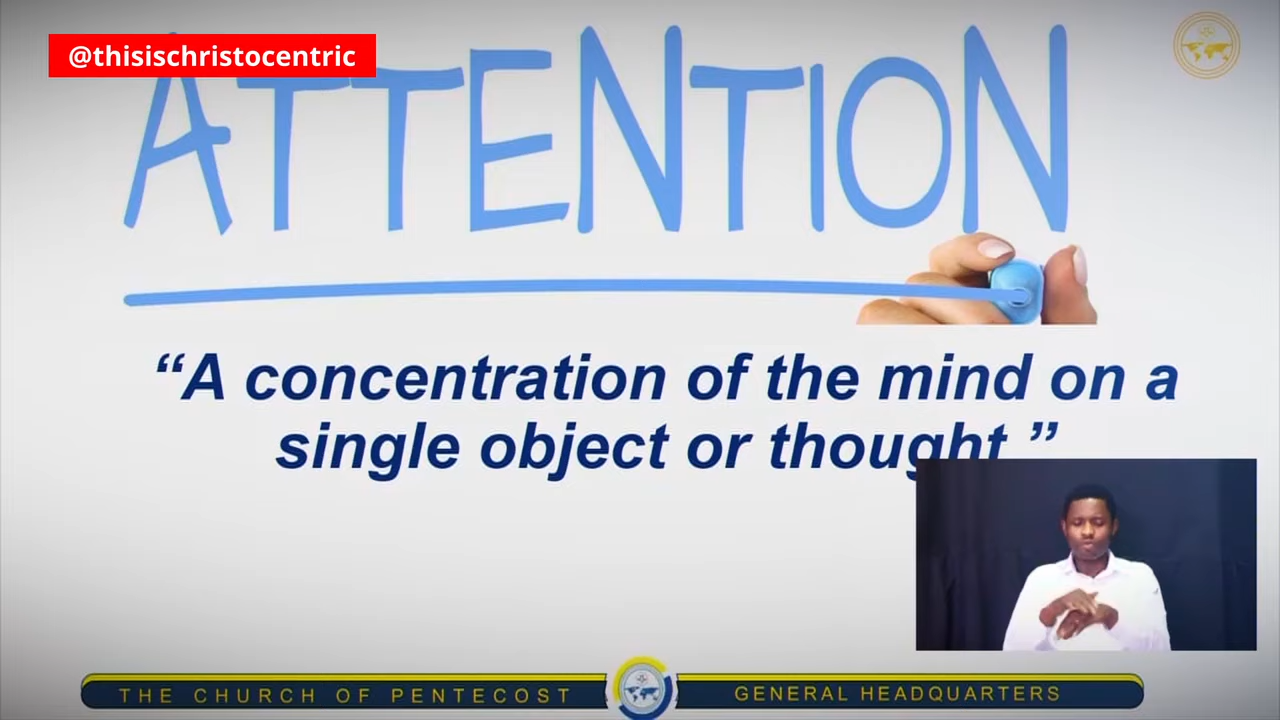 @thisischristocentric
ATTENTION
“A concentration of the mind on a
single object or thought ”
THE CHURCH OF PENTECOST
GENERAL HEADQUARTERS